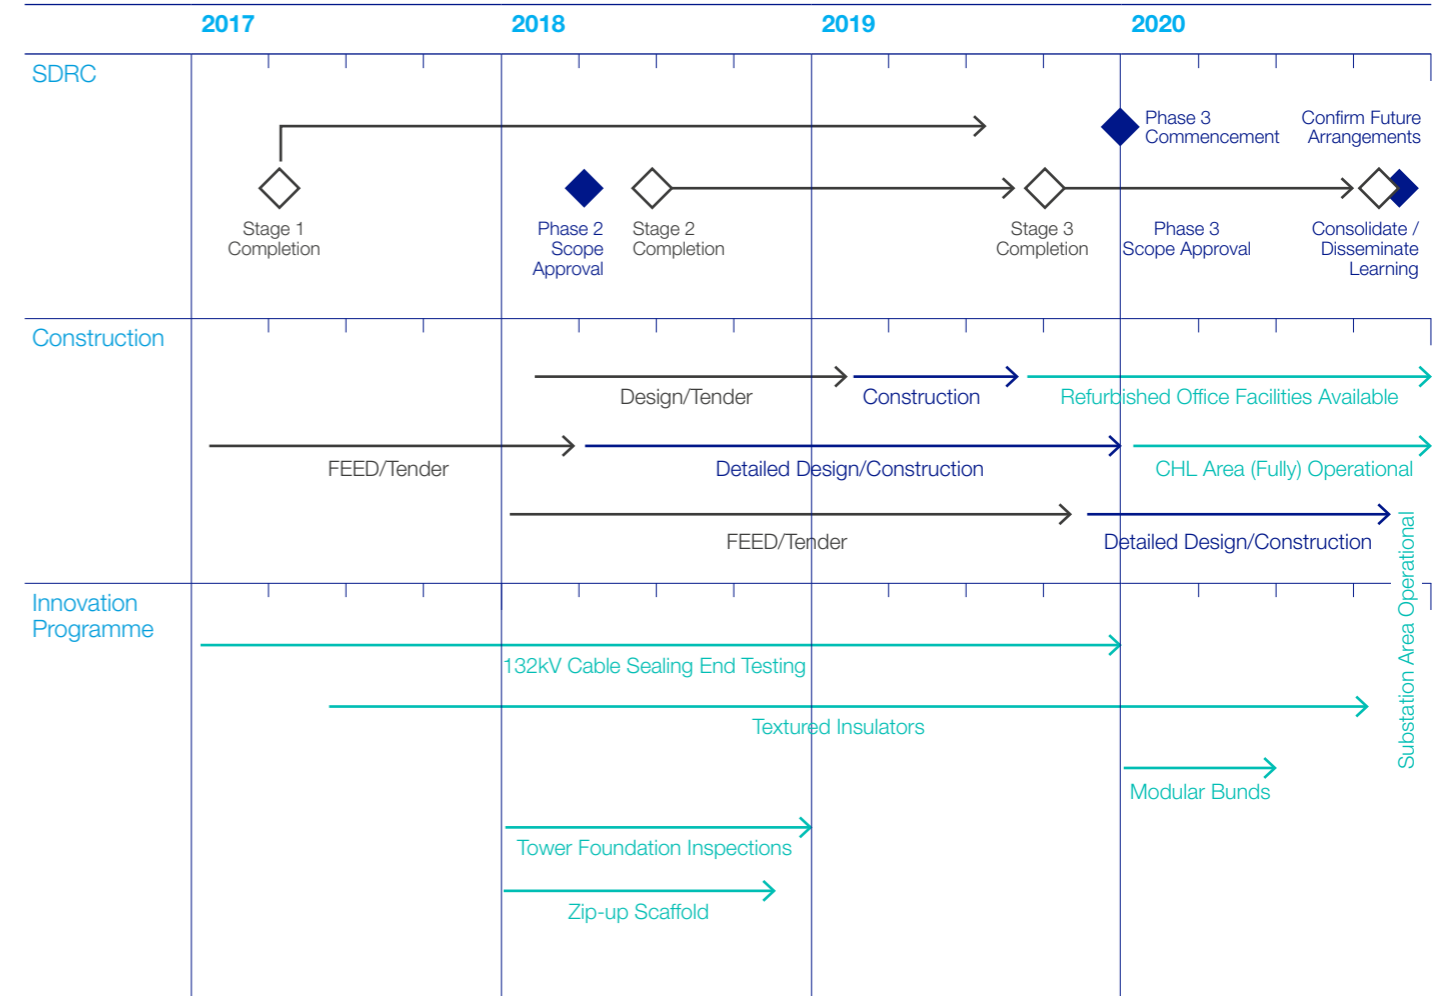 2017
2018
2019
2020
SDRC
Phase 3
Commencement
Confirm Future
Arrangements
Stage 1
Completion
Phase 2
Scope
Approval
Stage 2
Completion
Stage 3
Completion
Phase 3
Scope Approval
Consolidate /
Disseminate
Learning
Construction
Design/Tender
Construction
Refurbished Office Facilities Available
FEED/Tender
Detailed Design/Construction
CHL Area (Fully) Operational
FEED/Tender
Detailed Design/Construction
Substation Area Operational
Innovation
Programme
132kV Cable Sealing End Testing
Textured Insulators
Modular Bunds
Tower Foundation Inspections
Zip-up Scaffold